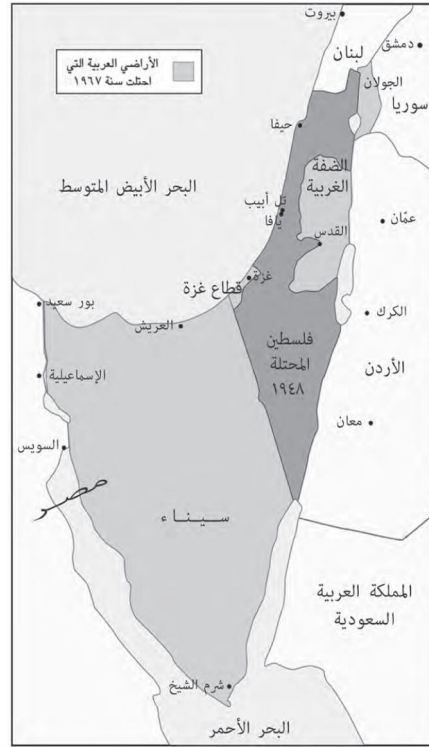 بيروت
دمشق
لبنان
الأراضي العربية التي
احتلت سنة ١٩٦٧
الجولان
سوريا
حيفا
الضفة
الغربية
البحر الأبيض المتوسط
تل أبيب
يافا
عمّان
القدس
غزة
قطاع غزة
بور سعيد
العريش
الكرك
فلسطين
المحتلة
١٩٤٨
الأردن
الإسماعيلية
معان
السويس
مصر
سيناء
المملكة العربية
السعودية
شرم الشيخ
البحر الأحمر